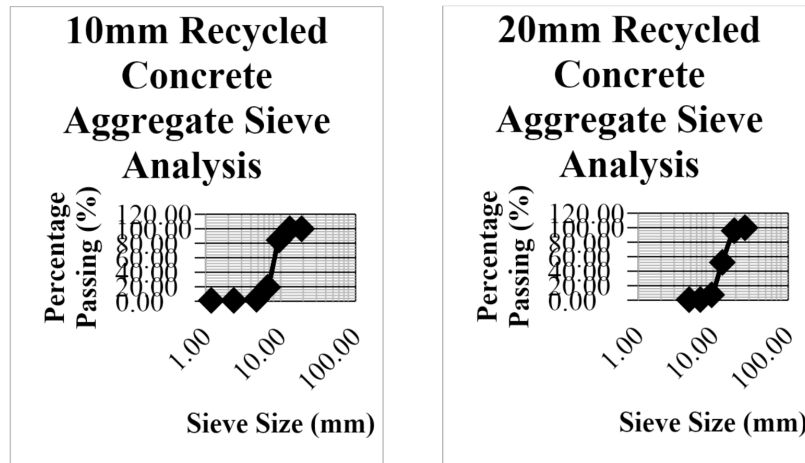 10mm Recycled
Concrete
Aggregate Sieve
Analysis
Percentage
Passing (%)
120.00
100.00
80.00
60.00
40.00
20.00
0.00
1.00
10.00
100.00
Sieve Size (mm)
20mm Recycled
Concrete
Aggregate Sieve
Analysis
Percentage
Passing (%)
120.00
100.00
80.00
60.00
40.00
20.00
0.00
1.00
10.00
100.00
Sieve Size (mm)